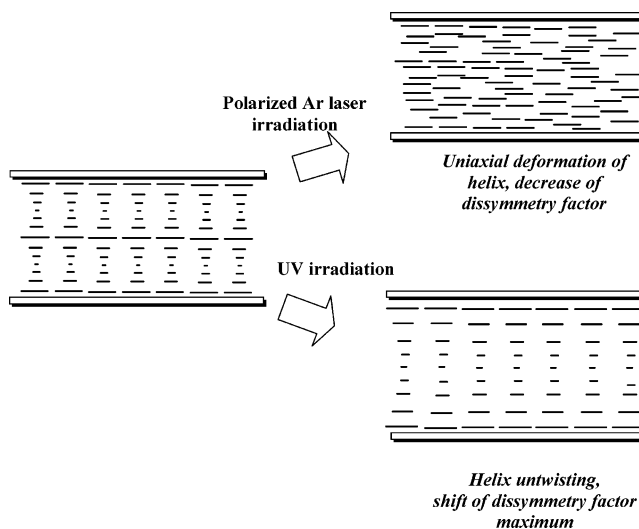 Polarized Ar laser
irradiation
Uniaxial deformation of
helix, decrease of
dissymmetry factor
UV irradiation
Helix untwisting,
shift of dissymmetry factor
maximum